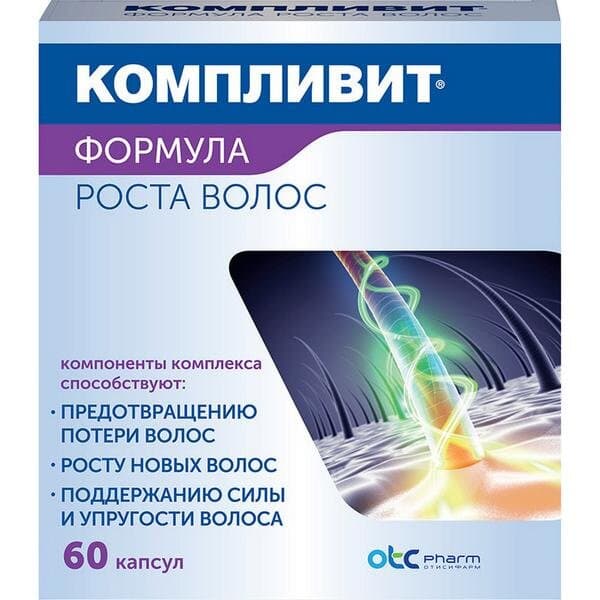 КОМПЛИВИТ®
ФОРМУЛА РОСТА ВОЛОС
КОМПЛИВИТ®
ФОРМУЛА
РОСТА ВОЛОС
компоненты комплекса
способствуют:
• ПРЕДОТВРАЩЕНИЮ
ПОТЕРИ ВОЛОС
• РОСТУ НОВЫХ ВОЛОС
• ПОДДЕРЖАНИЮ СИЛЫ
И УПРУГОСТИ ВОЛОСА
60 капсул
otc pharm
ОТИСИФАРМ